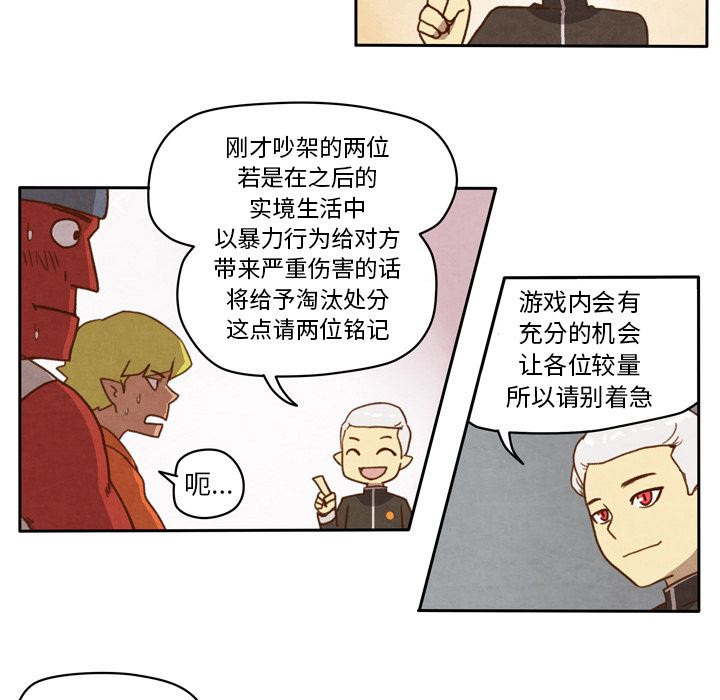 刚才吵架的两位
若是在之后的
实境生活中
以暴力行为给对方
带来严重伤害的话
将给予淘汰处分
这点请两位铭记
呃...
游戏内会有
充分的机会
让各位较量
所以请别着急